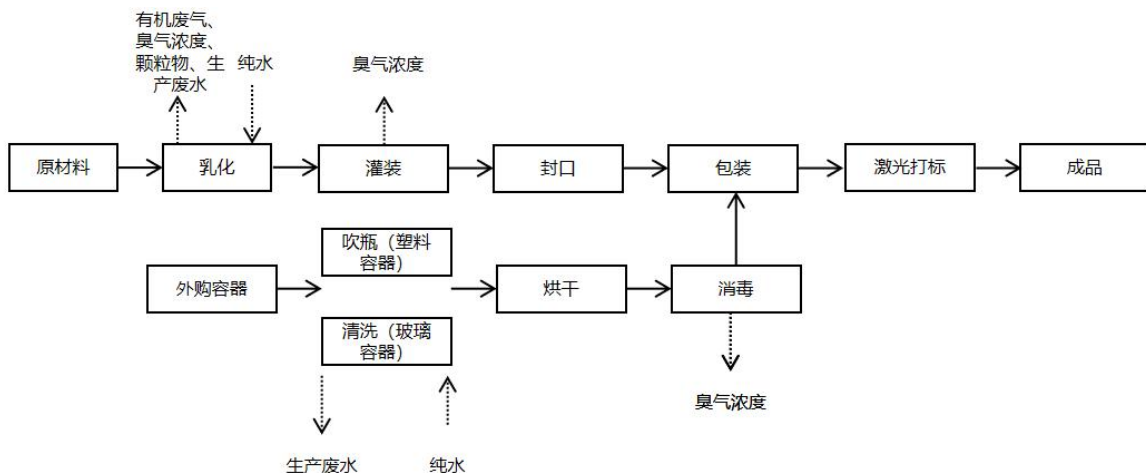 有机废气、
臭气浓度、
颗粒物、生
产废水
纯水
臭气浓度
原材料
乳化
灌装
封口
包装
激光打标
成品
吹瓶（塑料
容器）
外购容器
烘干
消毒
清洗（玻璃
容器）
臭气浓度
生产废水
纯水